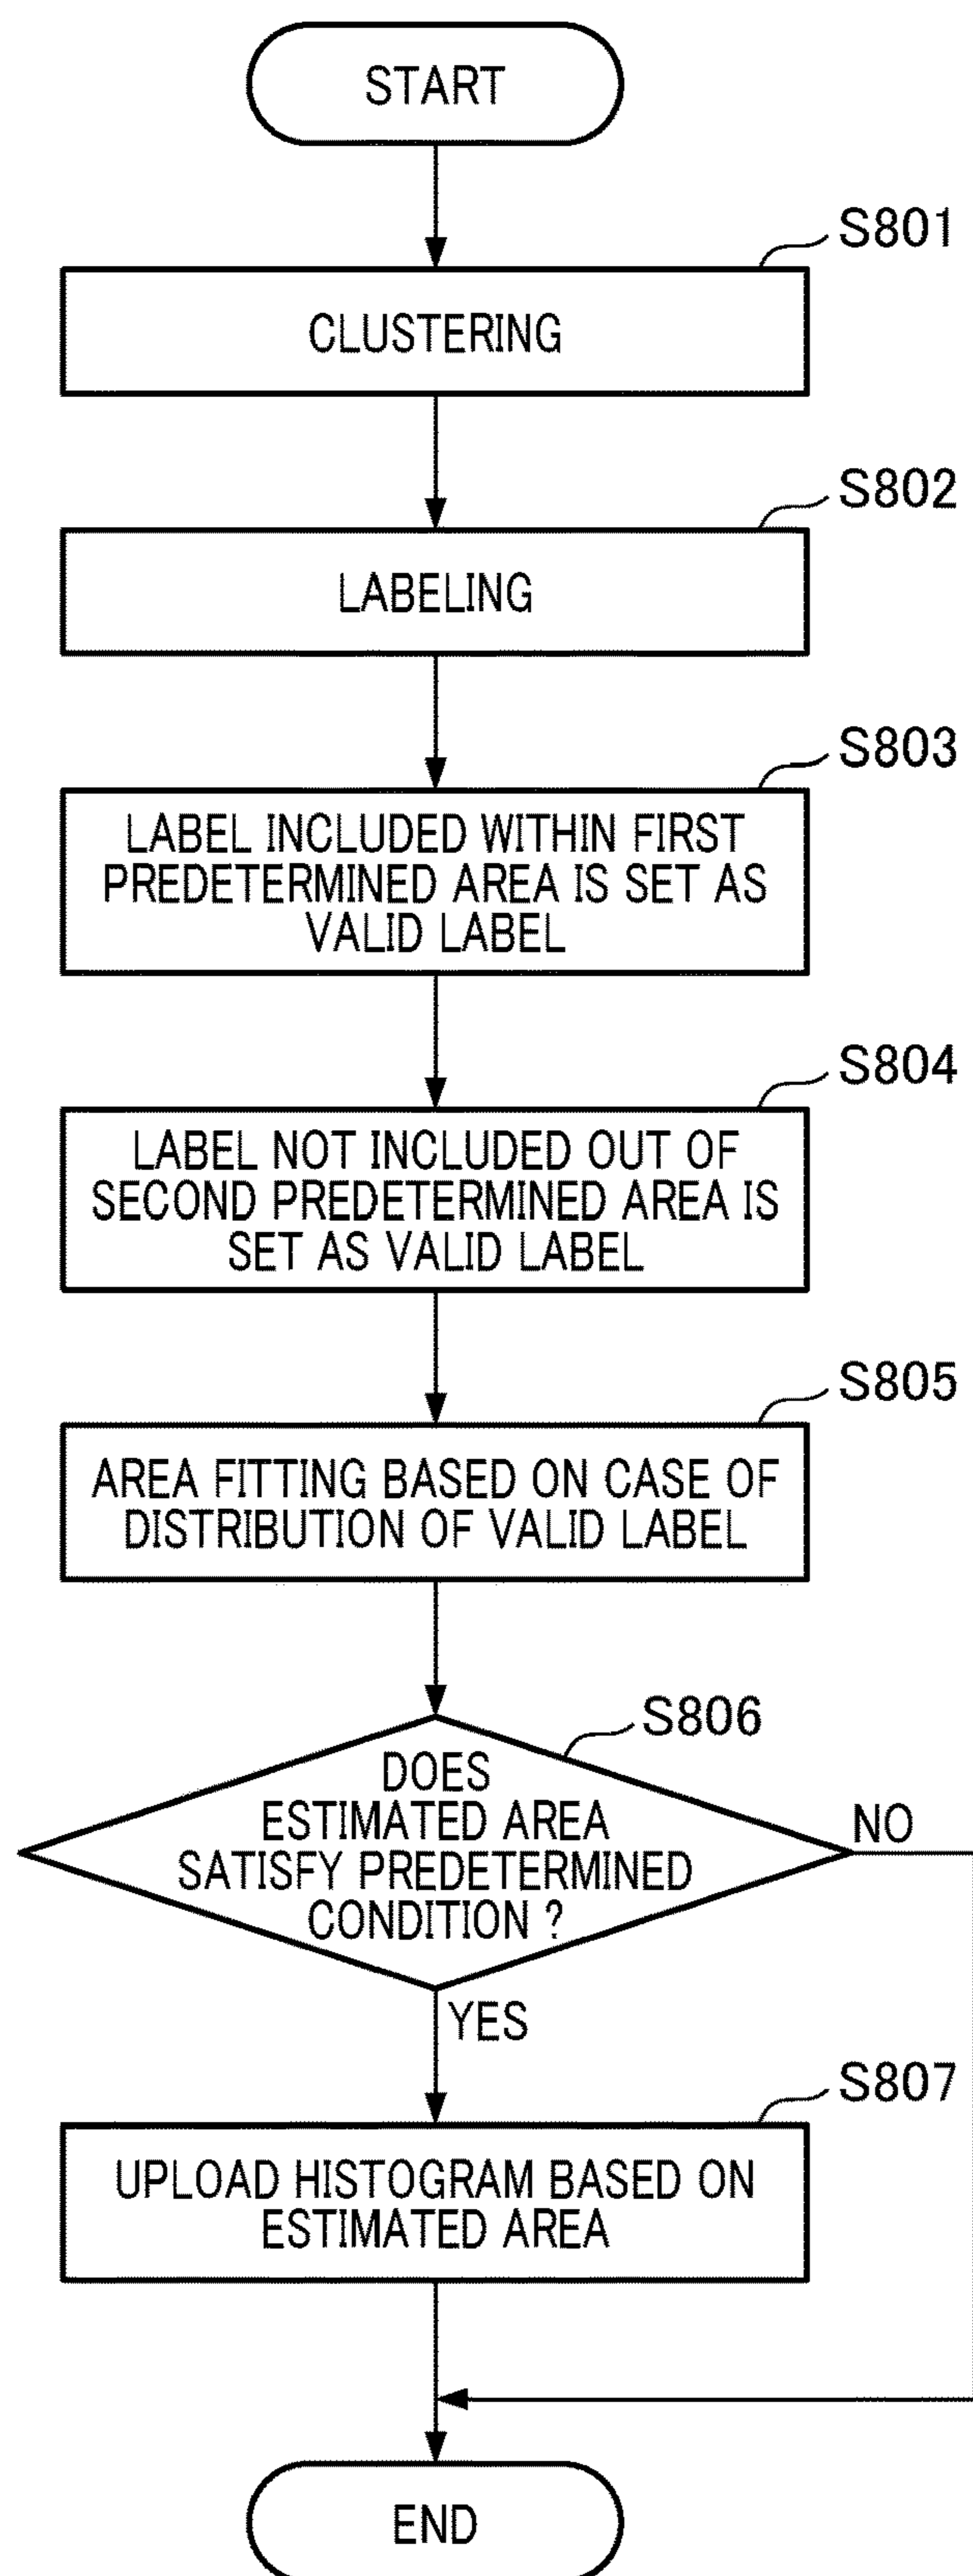 START
S801
CLUSTERING
S802
LABELING
S803
LABEL INCLUDED WITHIN FIRST
PREDETERMINED AREA IS SET AS
VALID LABEL
S804
LABEL NOT INCLUDED OUT OF
SECOND PREDETERMINED AREA IS
SET AS VALID LABEL
S805
AREA FITTING BASED ON CASE OF
DISTRIBUTION OF VALID LABEL
S806
DOES
ESTIMATED AREA
SATISFY PREDETERMINED
CONDITION ?
NO
YES
S807
UPLOAD HISTOGRAM BASED ON
ESTIMATED AREA
END